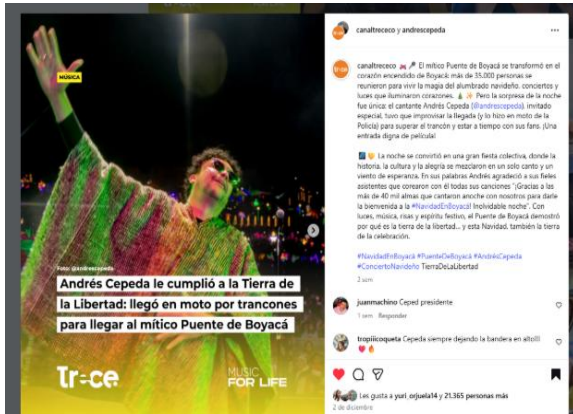 MÚSICA
Foto: @andrescepeda
Andrés Cepeda le cumplió a la Tierra de
la Libertad: llegó en moto por trancones
para llegar al mítico Puente de Boyacá
MUSIC
FOR LIFE
canaltrececo y andrescepeda
canaltrececo El mítico Puente de Boyacá se transformó en el
corazón encendido de Boyacá: más de 35.000 personas se
reunieron para vivir la magia del alumbrado navideño, conciertos y
luces que iluminaron corazones. Pero la sorpresa de la noche
fue única: el cantante Andrés Cepeda (@andrescepeda), invitado
especial, tuvo que improvisar la llegada (y lo hizo en moto de la
Policía) para superar el trancón y estar a tiempo con sus fans. ¡Una
entrada digna de película!
La noche se convirtió en una gran fiesta colectiva, donde la
historia, la cultura y la alegría se mezclaron en un solo canto y un
viento de esperanza. En sus palabras Andrés agradeció a sus fieles
asistentes que corearon con él todas sus canciones "¡Gracias a las
más de 40 mil almas que cantaron anoche con nosotros para darle
la bienvenida a la #NavidadEnBoyacá! Inolvidable noche". Con
luces, música, risas y espíritu festivo, el Puente de Boyacá demostró
por qué es la tierra de la libertad... y esta Navidad, también la tierra
de la celebración.
#NavidadEnBoyacá #PuenteDeBoyacá #AndrésCepeda
#ConciertoNavideño TierraDeLaLibertad
2 sem
juanmachino Ceped presidente
1 sem Responder
tropiiicoqueta Cepeda siempre dejando la bandera en altollll
Les gusta a yuri_orjuela14 y 21.365 personas más
2 de diciembre